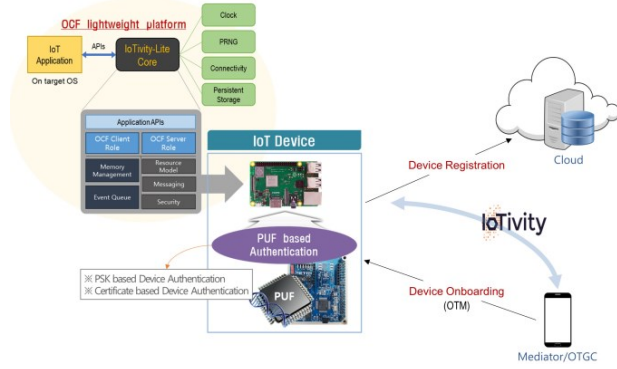 OCF lightweight platform
IoT
Application
On target OS
APIs
IoTivity-Lite
Core
Clock
PRNG
Connectivity
Persistent
Storage
Application APIs
OCF Client
Role
OCF Server
Role
Memory
Management
Event Queue
Resource
Model
Messaging
Security
IoT Device
PUF based
Authentication
PUF
※ PSK based Device Authentication
※ Certificate based Device Authentication
Device Registration
Cloud
IoTivity
Device Onboarding
(OTM)
Mediator/OTGC